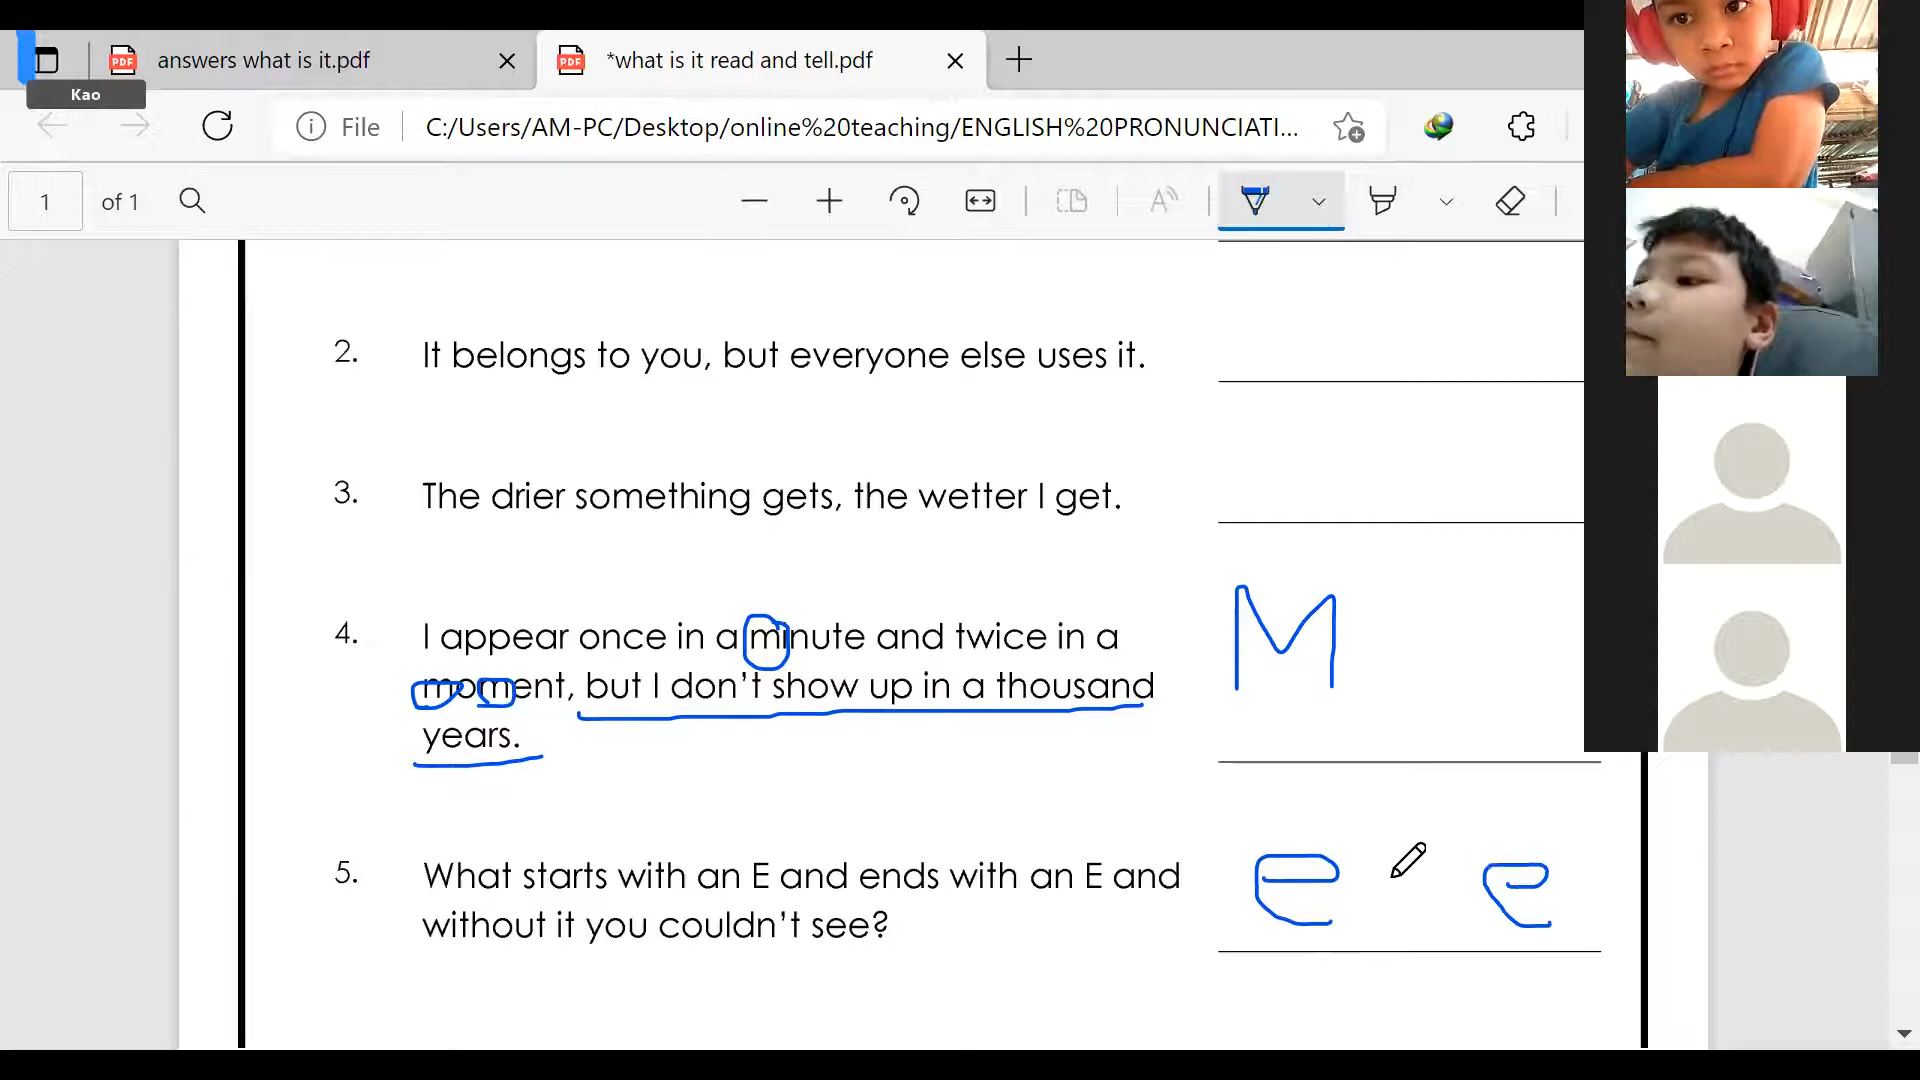 answers what is it.pdf
*what is it read and tell.pdf
Kao
File
C:/Users/AM-PC/Desktop/online%20teaching/ENGLISH%20PRONUNCIATI...
1 of 1
2. It belongs to you, but everyone else uses it.
3. The drier something gets, the wetter I get.
4. I appear once in a minute and twice in a
moment, but I don't show up in a thousand
years.
M
5. What starts with an E and ends with an E and
without it you couldn't see?
e e